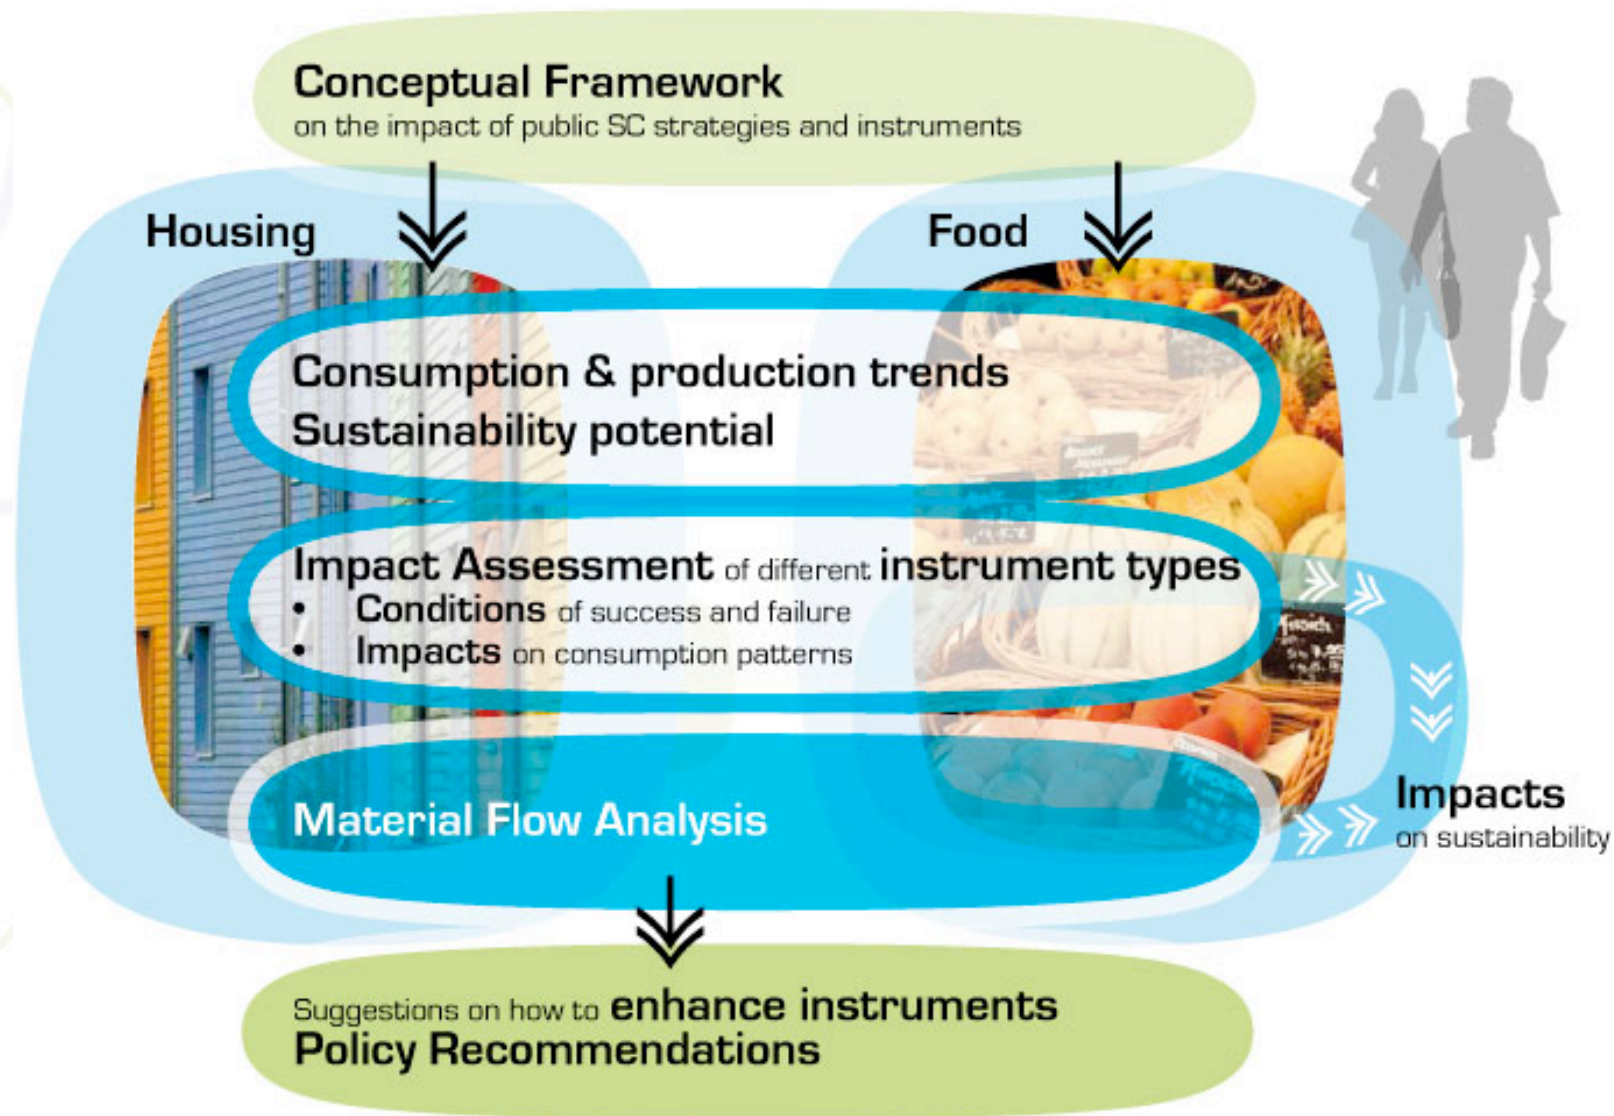 Conceptual Framework
on the impact of public SC strategies and instruments
Housing
Food
Consumption & production trends
Sustainability potential
Impact Assessment of different instrument types
• Conditions of success and failure
• Impacts on consumption patterns
Material Flow Analysis
Impacts
on sustainability
Suggestions on how to enhance instruments
Policy Recommendations